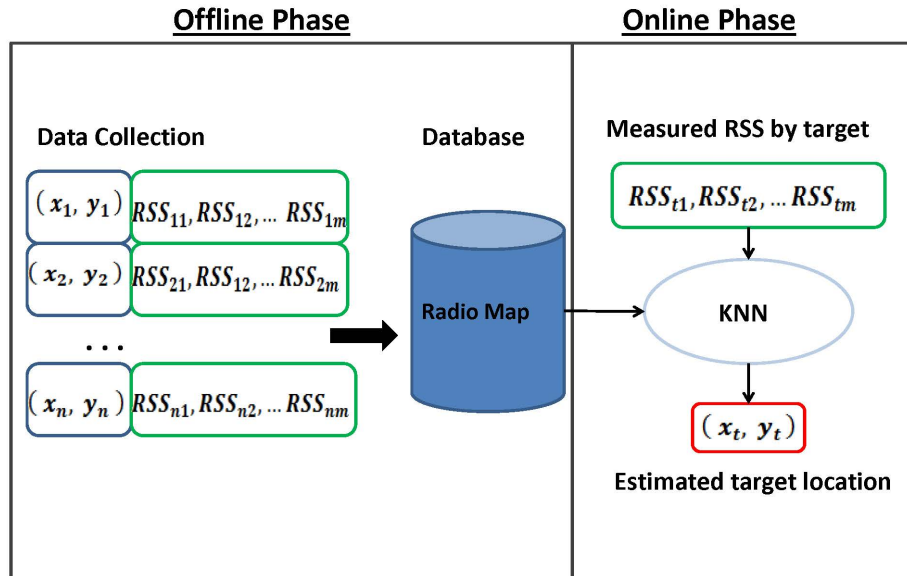 Offline Phase
Online Phase
Data Collection
Database
Measured RSS by target
(x₁, y₁) RSS₁₁, RSS₁₂, ... RSS₁ₘ
(x₂, y₂) RSS₂₁, RSS₁₂, ... RSS₂ₘ
...
(xₙ, yₙ) RSSₙ₁, RSSₙ₂, ... RSSₙₘ
Radio Map
RSSₜ₁, RSSₜ₂, ... RSSₜₘ
KNN
(xₜ, yₜ)
Estimated target location